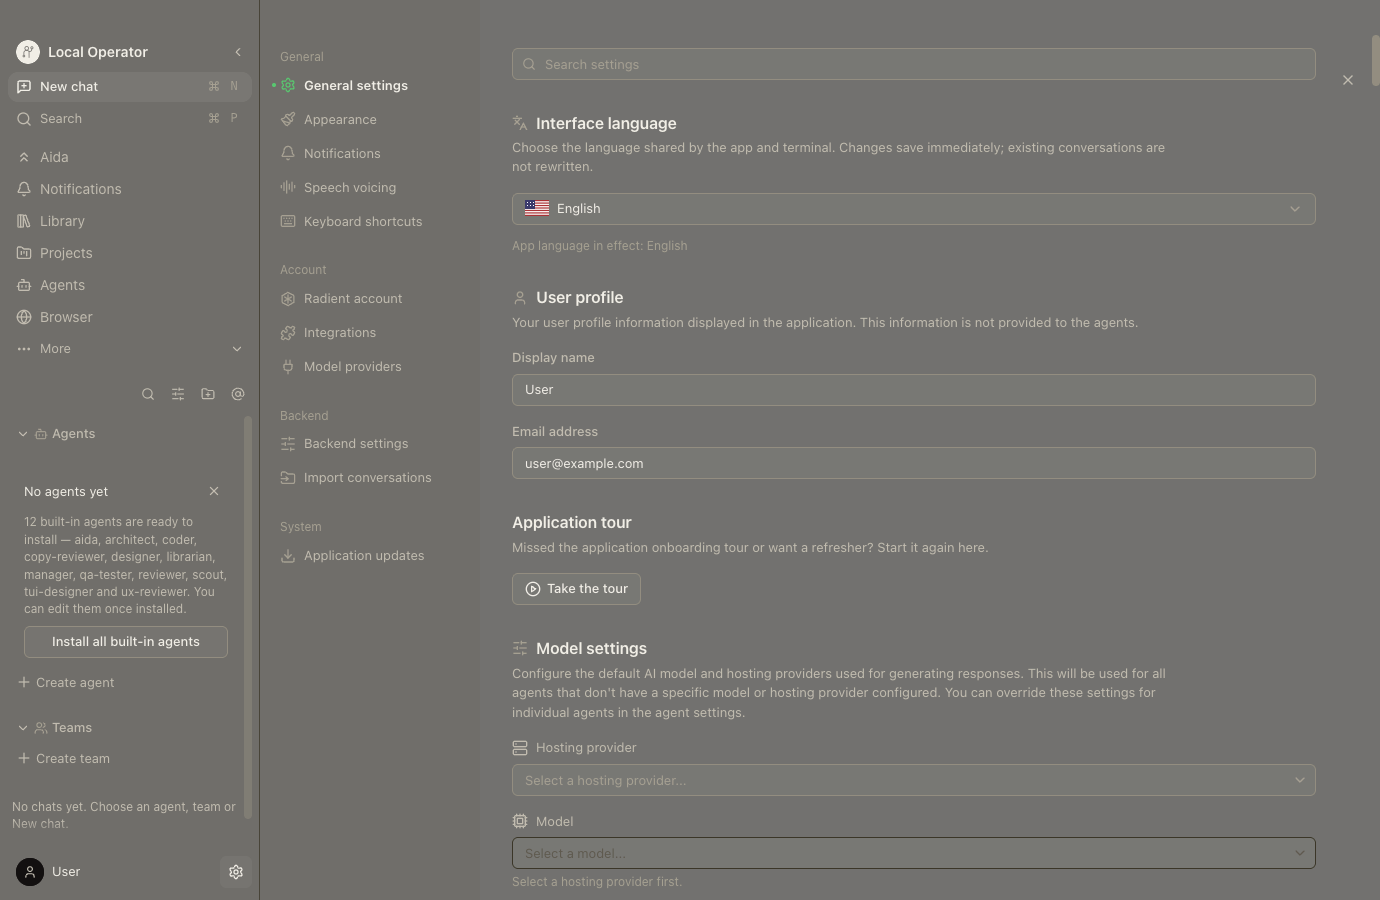 Local Operator
New chat ⌘ N
Search ⌘ P
Aida
Notifications
Library
Projects
Agents
Browser
More
Agents
No agents yet
12 built-in agents are ready to
install — aida, architect, coder,
copy-reviewer, designer, librarian,
manager, qa-tester, reviewer, scout,
tui-designer and ux-reviewer. You
can edit them once installed.
Install all built-in agents
Create agent
Teams
Create team
No chats yet. Choose an agent, team or
New chat.
User
General
General settings
Appearance
Notifications
Speech voicing
Keyboard shortcuts
Account
Radient account
Integrations
Model providers
Backend
Backend settings
Import conversations
System
Application updates
Search settings
Interface language
Choose the language shared by the app and terminal. Changes save immediately; existing conversations are
not rewritten.
English
App language in effect: English
User profile
Your user profile information displayed in the application. This information is not provided to the agents.
Display name
User
Email address
user@example.com
Application tour
Missed the application onboarding tour or want a refresher? Start it again here.
Take the tour
Model settings
Configure the default AI model and hosting providers used for generating responses. This will be used for all
agents that don't have a specific model or hosting provider configured. You can override these settings for
individual agents in the agent settings.
Hosting provider
Select a hosting provider...
Model
Select a model...
Select a hosting provider first.